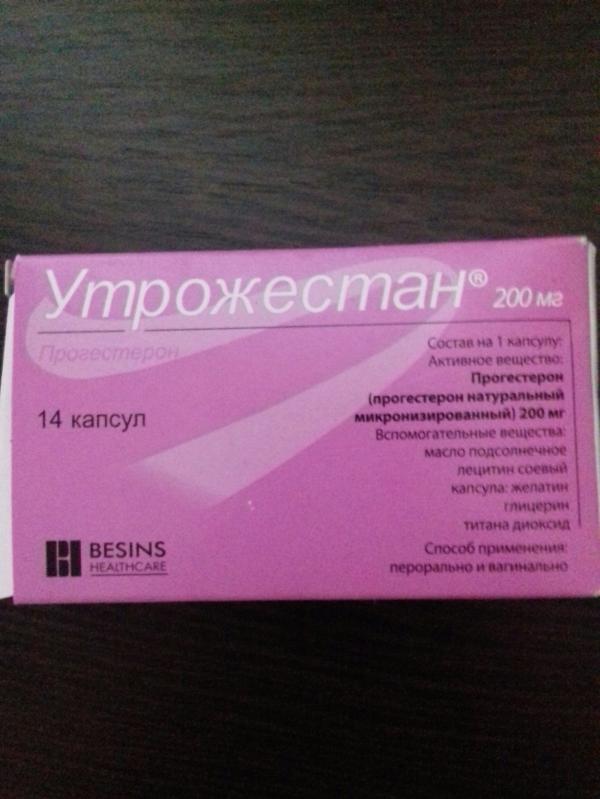 Утрожестан® 200 мг
Прогестерон
14 капсул
Состав на 1 капсулу:
Активное вещество:
Прогестерон
(прогестерон натуральный
микронизированный) 200 мг
Вспомогательные вещества:
масло подсолнечное
лецитин соевый
капсула: желатин
глицерин
титана диоксид
Способ применения:
перорально и вагинально
BESINS
HEALTHCARE